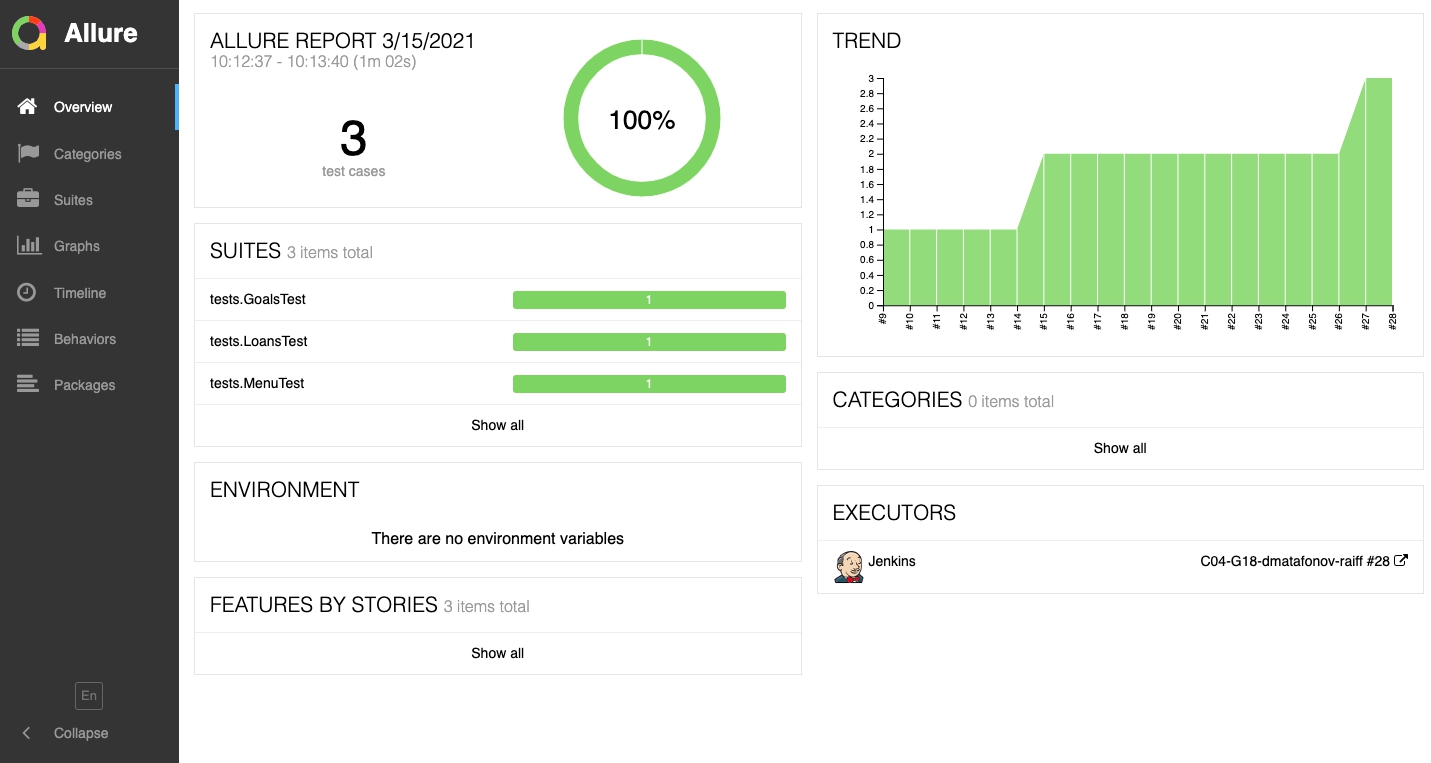 Allure
Overview
Categories
Suites
Graphs
Timeline
Behaviors
Packages
En
Collapse
ALLURE REPORT 3/15/2021
10:12:37 - 10:13:40 (1m 02s)
3
test cases
100%
SUITES 3 items total
tests.GoalsTest 1
tests.LoansTest 1
tests.MenuTest 1
Show all
ENVIRONMENT
There are no environment variables
FEATURES BY STORIES 3 items total
Show all
TREND
3
2.8
2.6
2.4
2.2
2
1.8
1.6
1.4
1.2
1
0.8
0.6
0.4
0.2
0
#9 #10 #11 #12 #13 #14 #15 #16 #17 #18 #19 #20 #21 #22 #23 #24 #25 #26 #27 #28
CATEGORIES 0 items total
Show all
EXECUTORS
Jenkins C04-G18-dmatafonov-raiff #28